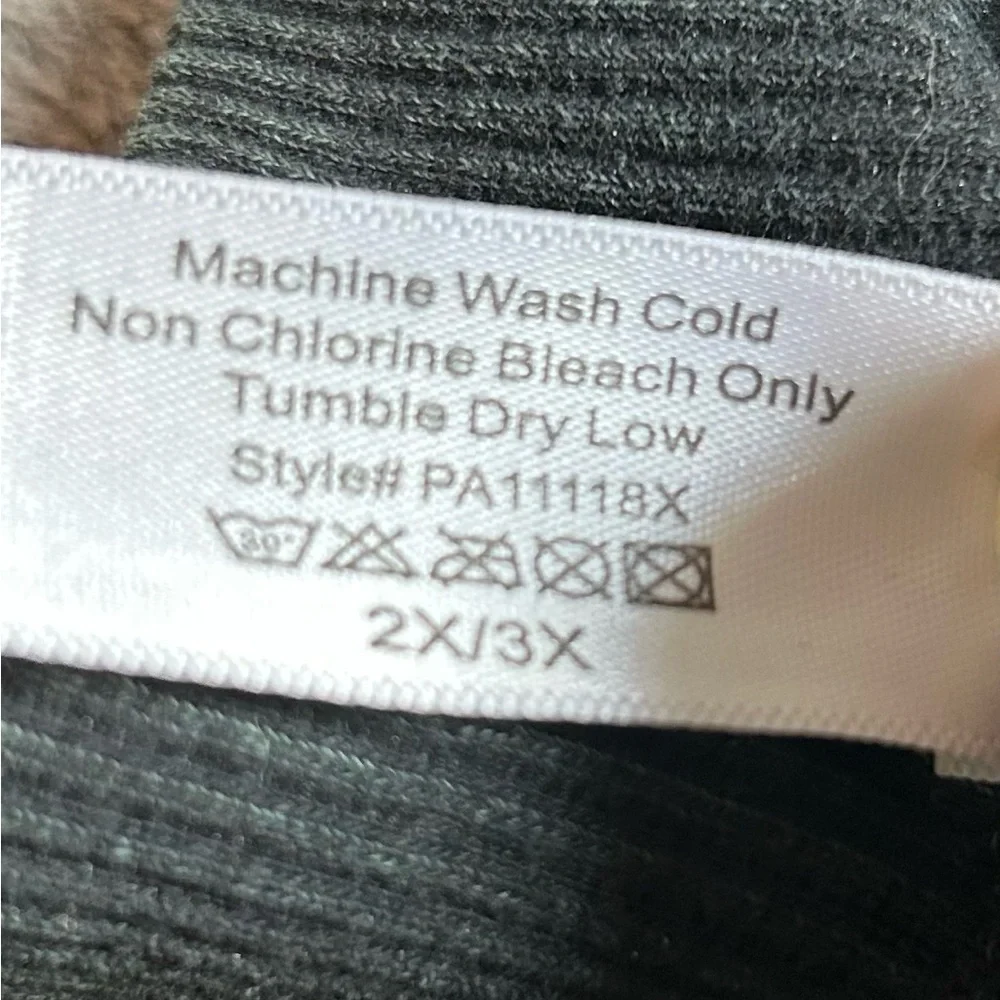 Machine Wash Cold
Non Chlorine Bleach Only
Tumble Dry Low
Style# PA11118X
30°
2X/3X